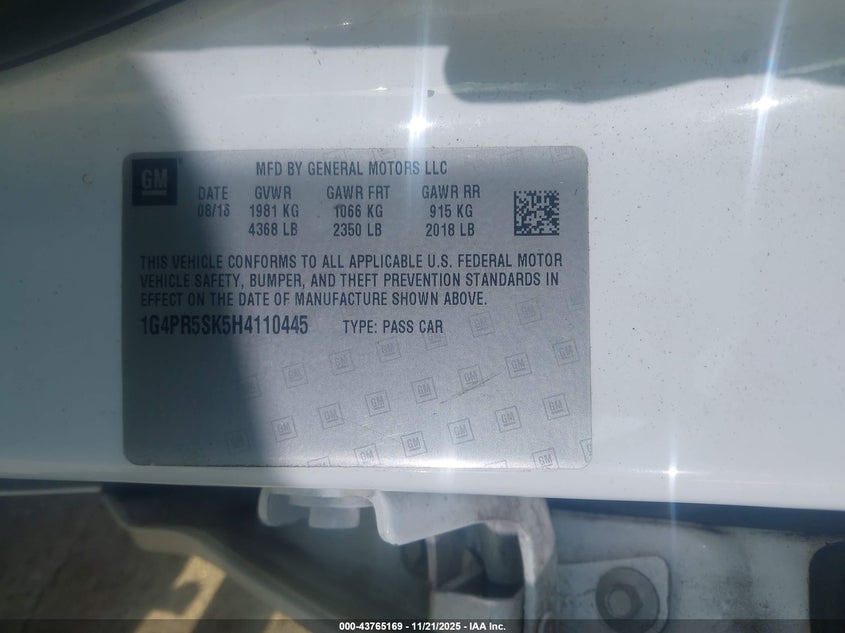 GM
MFD BY GENERAL MOTORS LLC
DATE GVWR GAWR FRT GAWR RR
08/16 1981 KG 1066 KG 915 KG
4368 LB 2350 LB 2018 LB
THIS VEHICLE CONFORMS TO ALL APPLICABLE U.S. FEDERAL MOTOR
VEHICLE SAFETY, BUMPER, AND THEFT PREVENTION STANDARDS IN
EFFECT ON THE DATE OF MANUFACTURE SHOWN ABOVE.
1G4PR5SK5H4110445 TYPE: PASS CAR
000-43765169 - 11/21/2025 - IAA Inc.